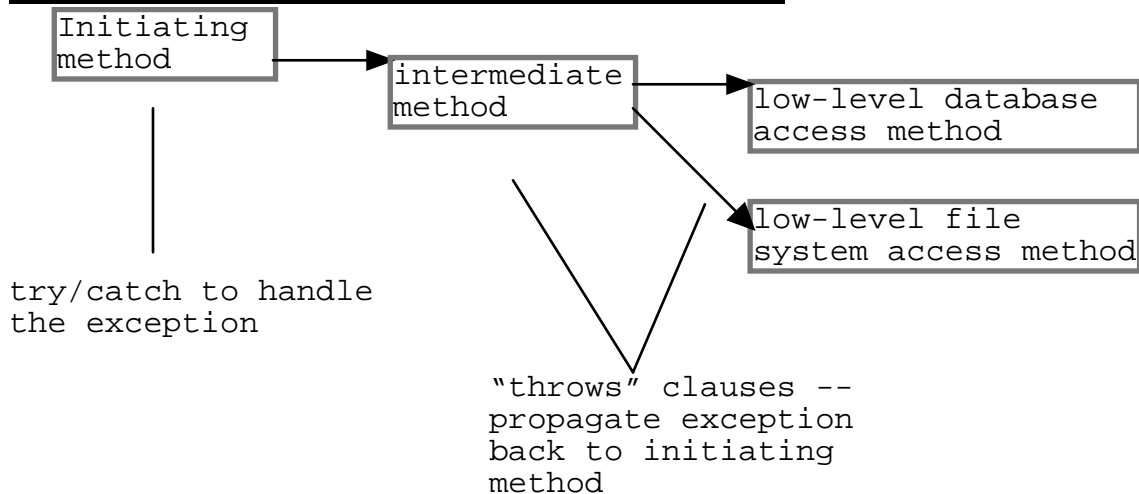 Initiating
method
intermediate
method
low-level database
access method
low-level file
system access method
try/catch to handle
the exception
“throws” clauses --
propagate exception
back to initiating
method